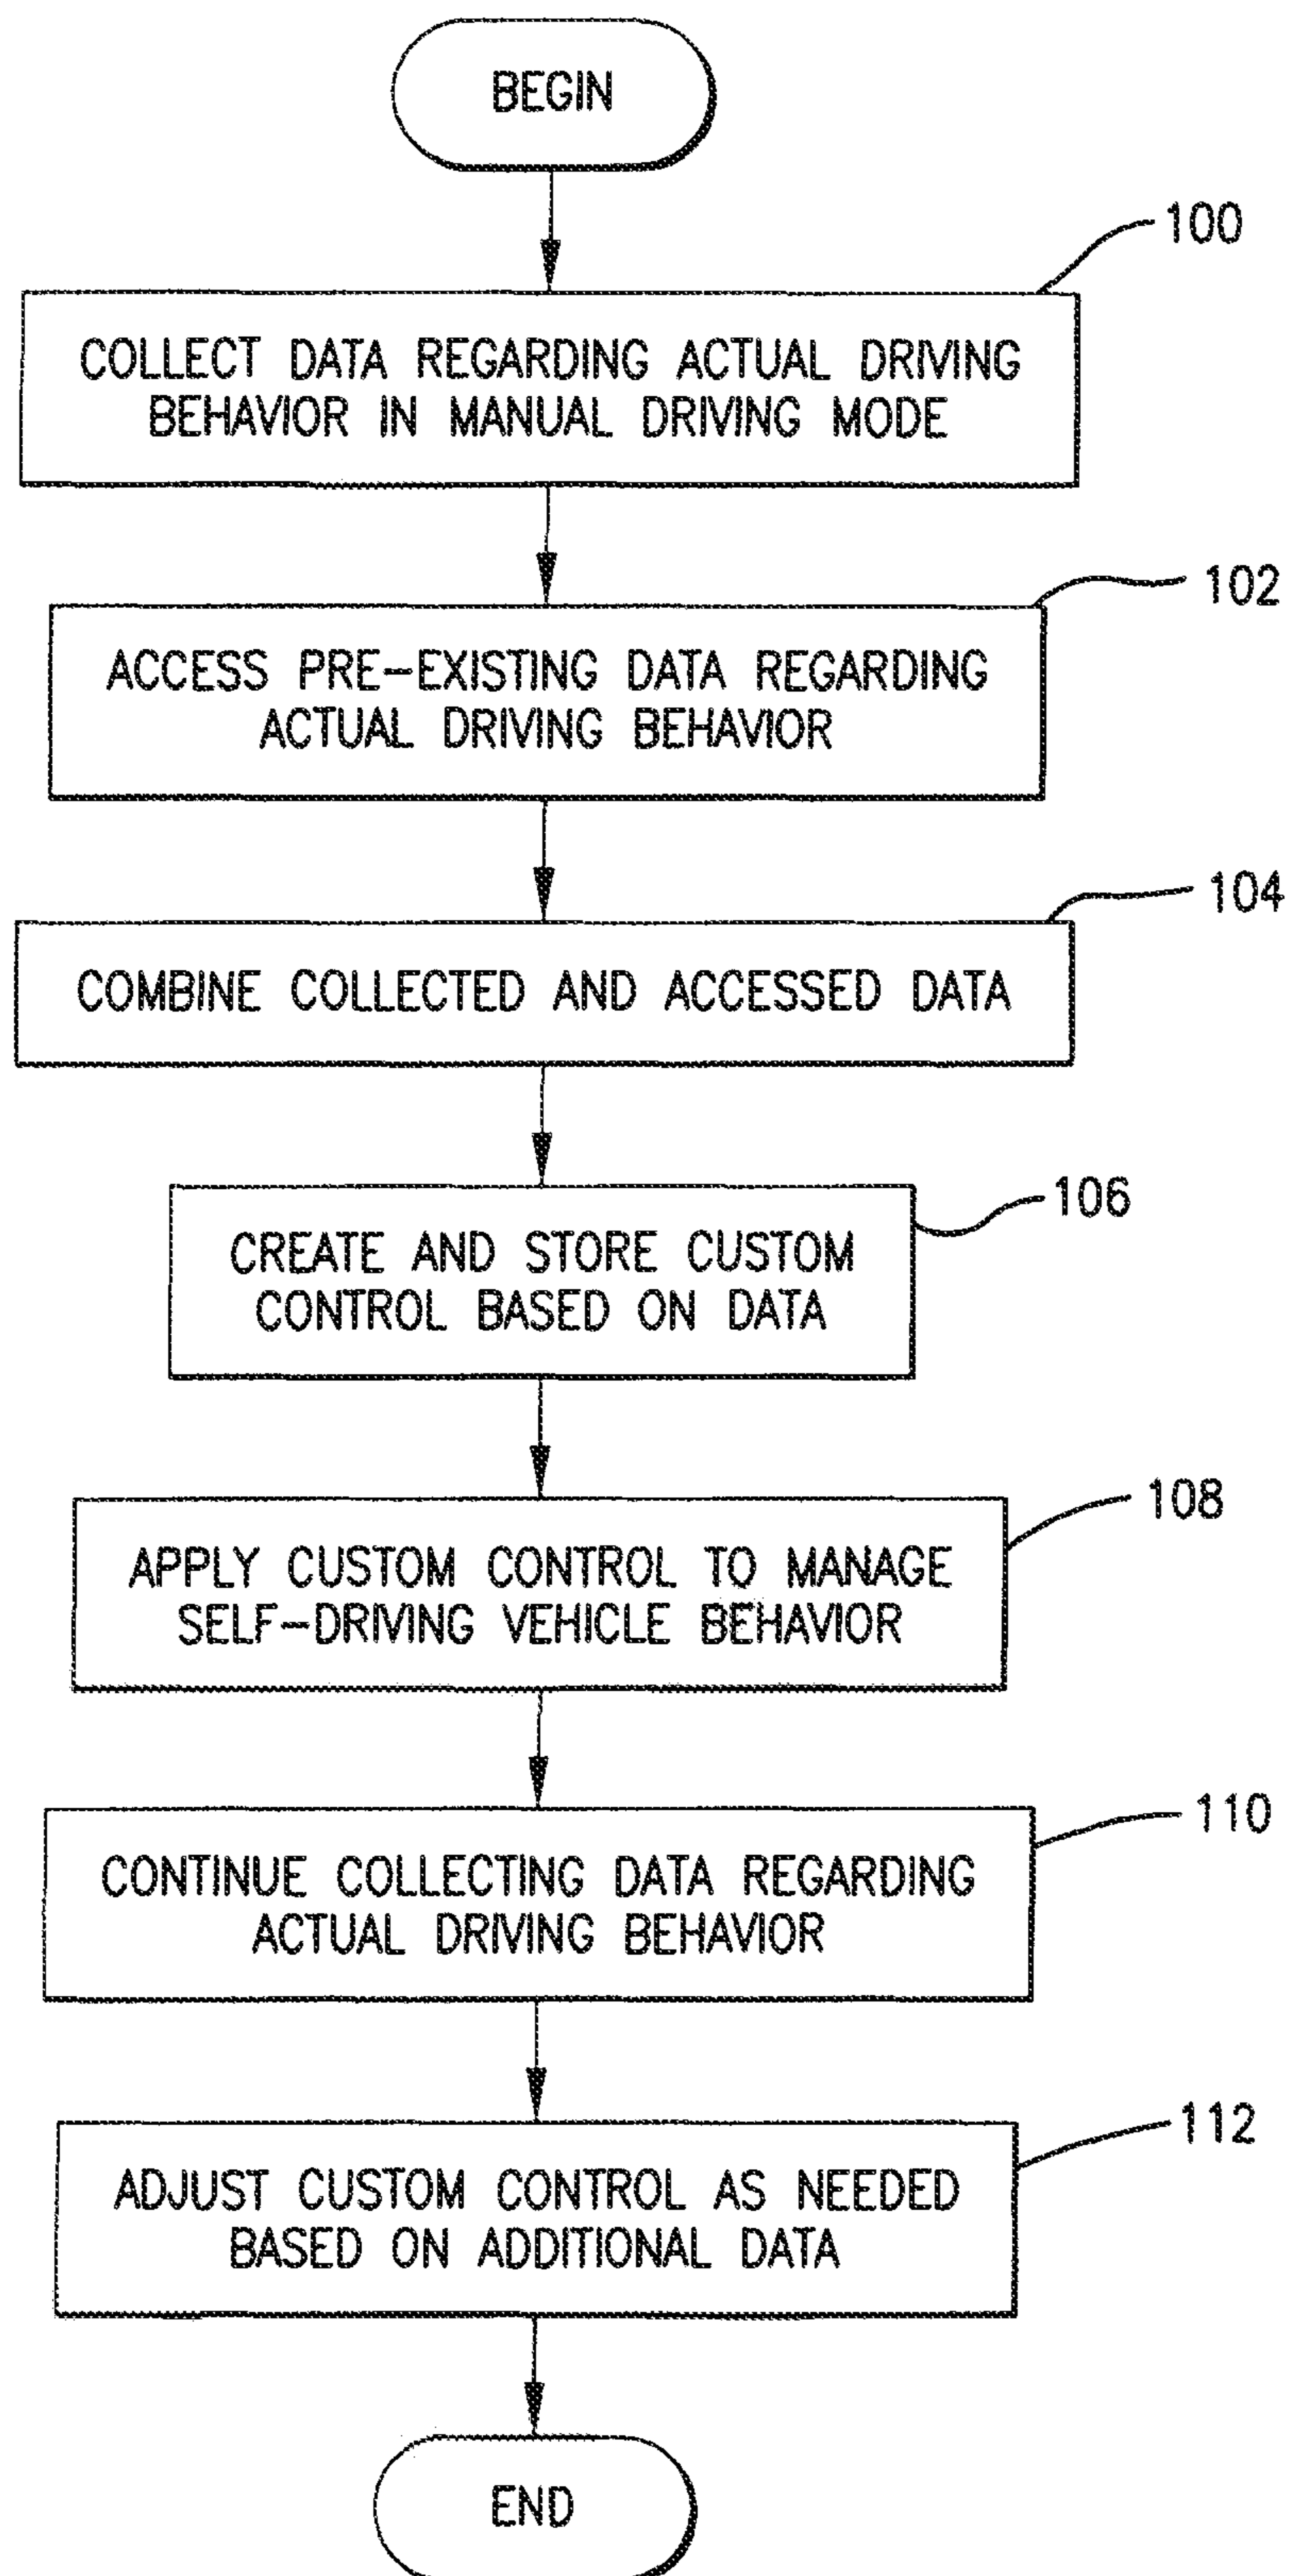 BEGIN
100
COLLECT DATA REGARDING ACTUAL DRIVING
BEHAVIOR IN MANUAL DRIVING MODE
102
ACCESS PRE-EXISTING DATA REGARDING
ACTUAL DRIVING BEHAVIOR
104
COMBINE COLLECTED AND ACCESSED DATA
106
CREATE AND STORE CUSTOM
CONTROL BASED ON DATA
108
APPLY CUSTOM CONTROL TO MANAGE
SELF-DRIVING VEHICLE BEHAVIOR
110
CONTINUE COLLECTING DATA REGARDING
ACTUAL DRIVING BEHAVIOR
112
ADJUST CUSTOM CONTROL AS NEEDED
BASED ON ADDITIONAL DATA
END